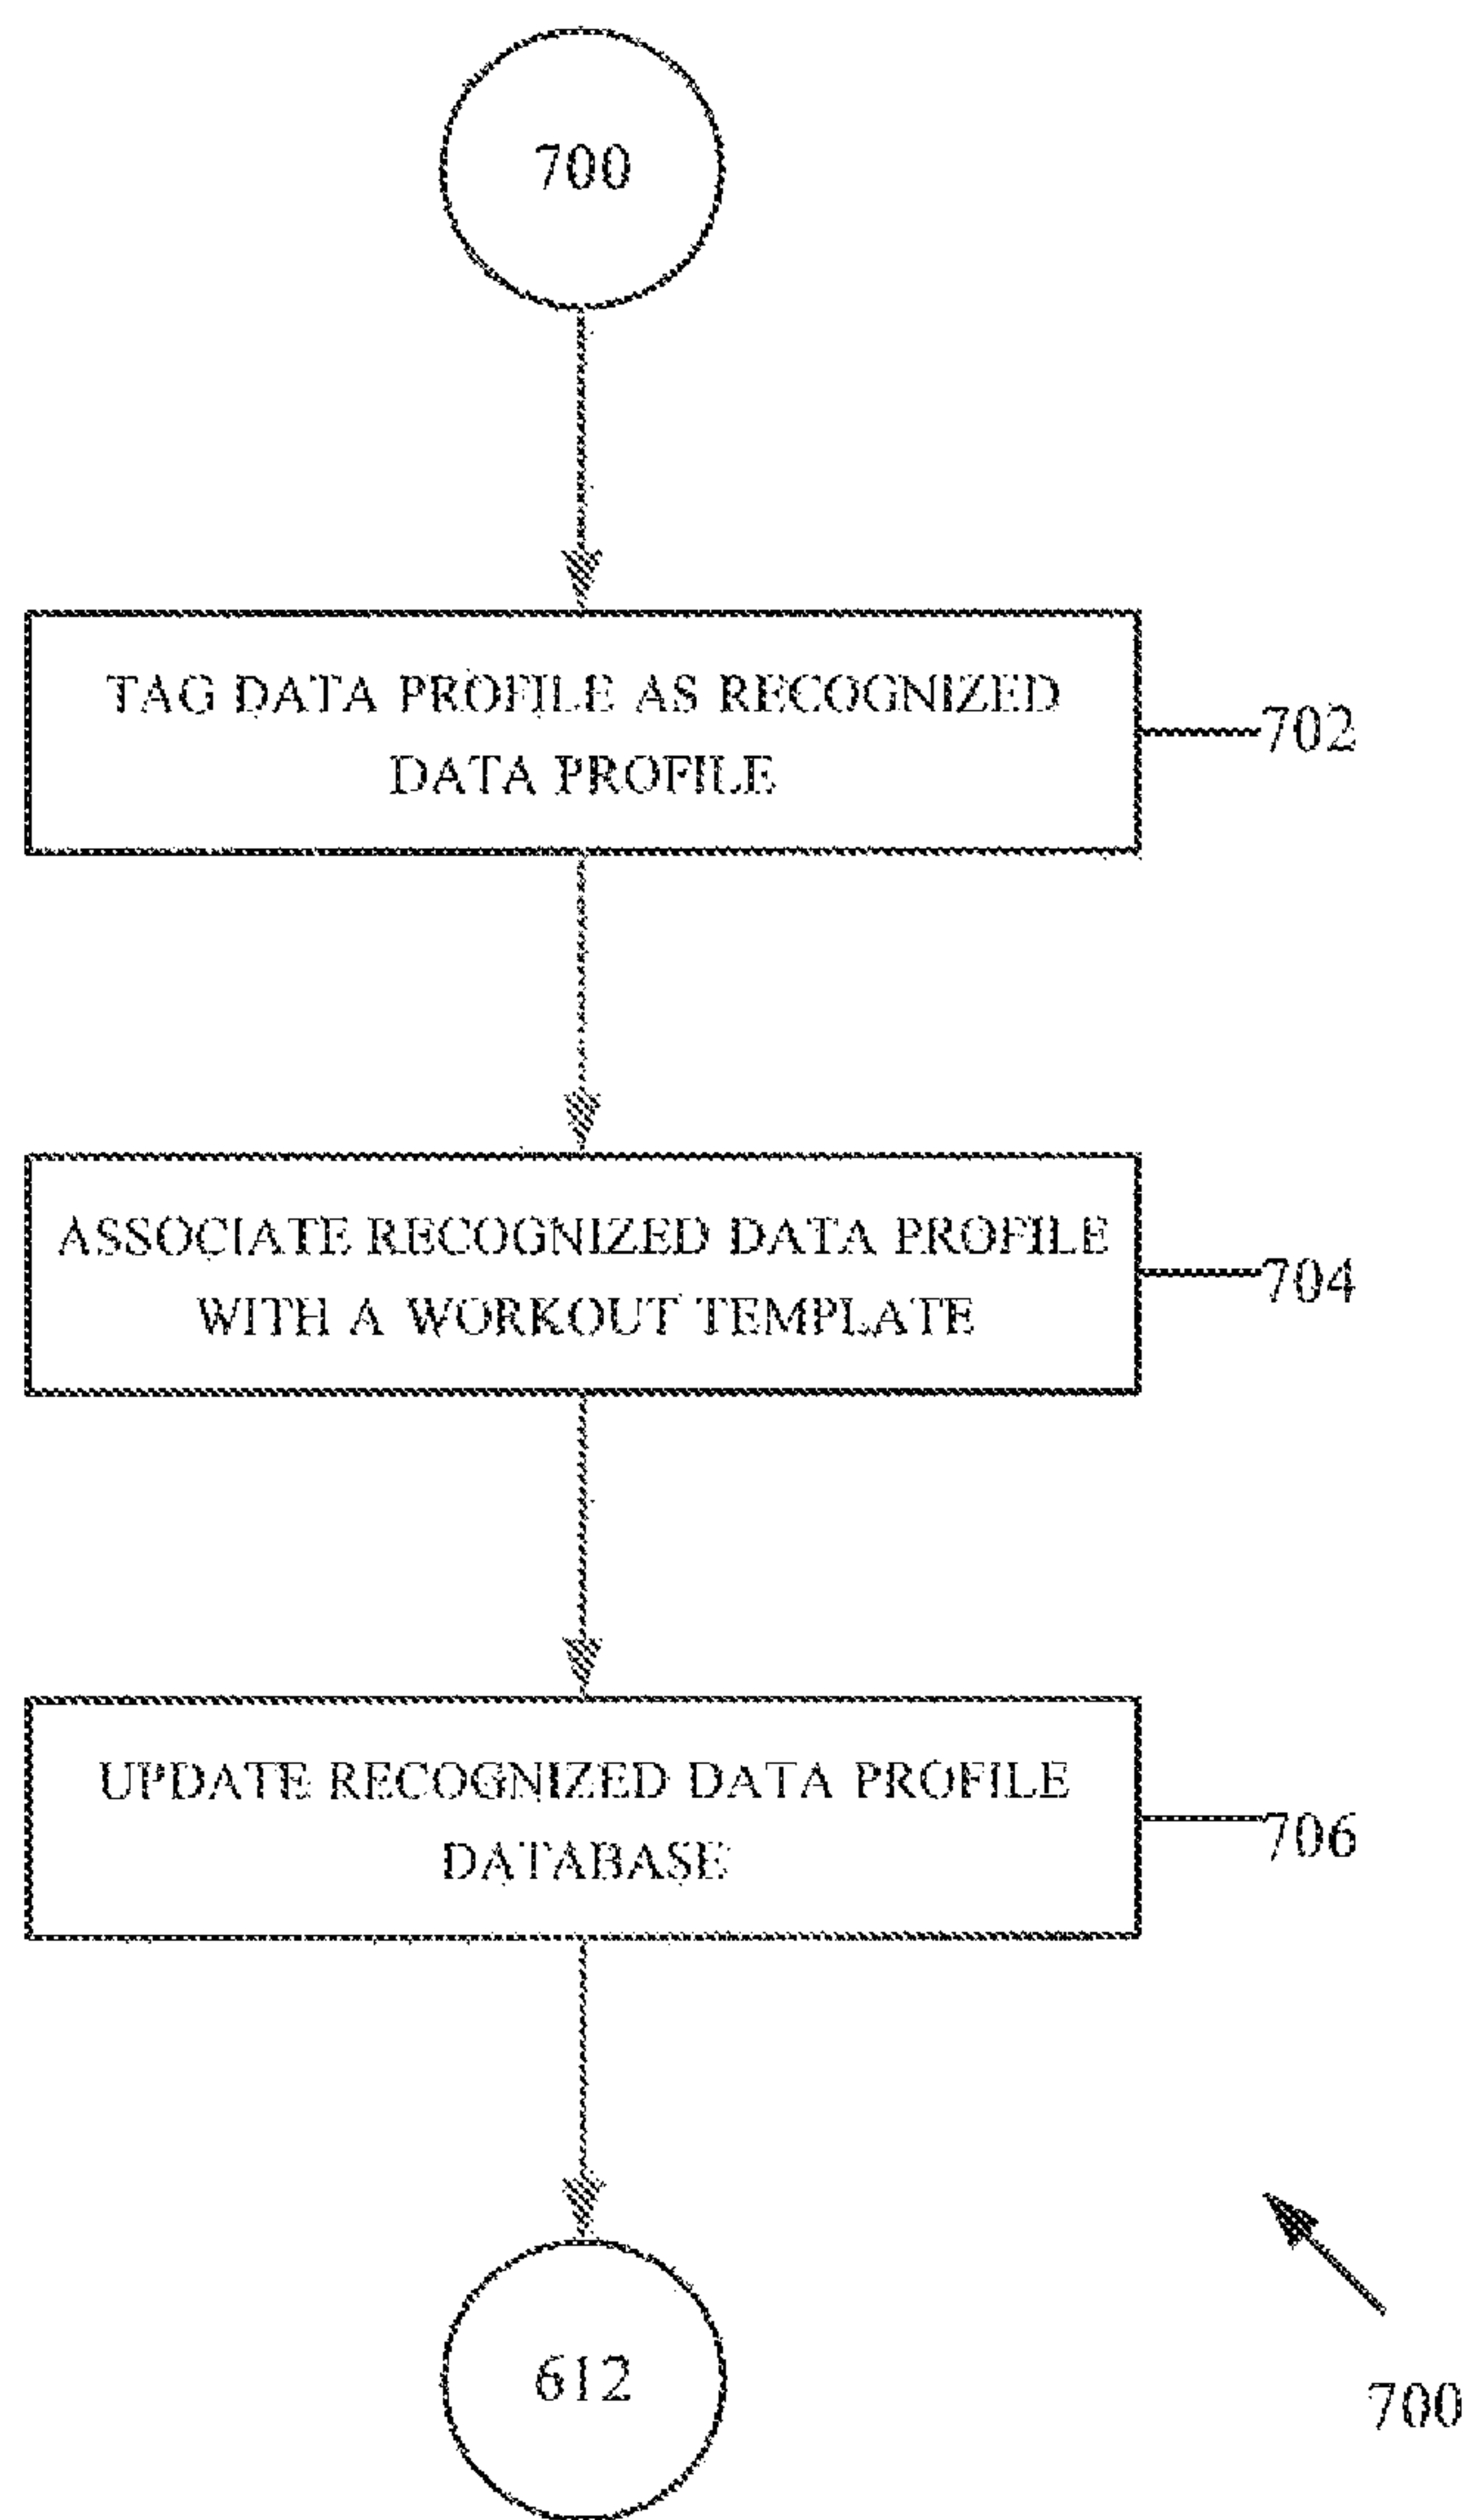 700
TAG DATA PROFILE AS RECOGNIZED
DATA PROFILE
702
ASSOCIATE RECOGNIZED DATA PROFILE
WITH A WORKOUT TEMPLATE
704
UPDATE RECOGNIZED DATA PROFILE
DATABASE
706
612
700